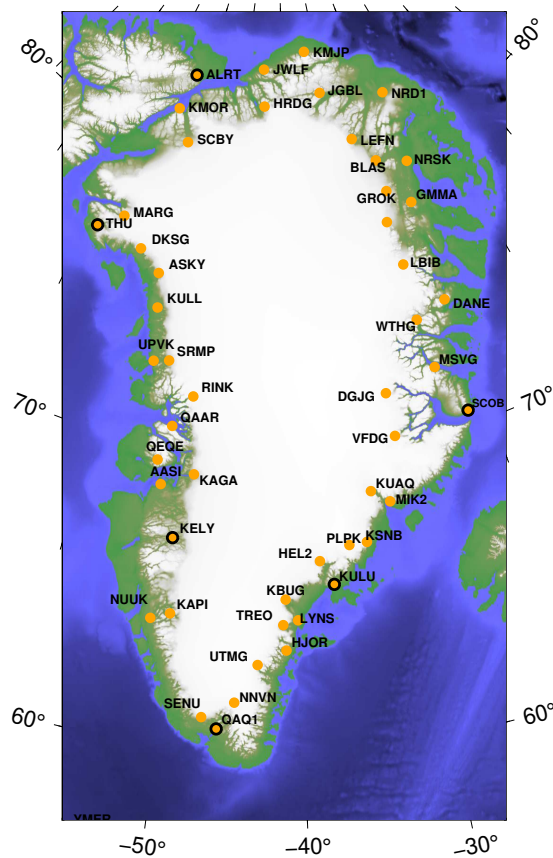 80°
80°
KMJP
ALRT
JWLF
JGBL
NRD1
KMOR
HRDG
SCBY
LEFN
BLAS
NRSK
GROK
GMMA
MARG
THU
DKSG
ASKY
LBIB
KULL
DANE
WTHG
UPVK
SRMP
MSVG
RINK
DGJG
SCOB
70°
70°
QAAR
VFDG
QEQE
AASI
KAGA
KUAQ
MIK2
KELY
PLPK
KSNB
HEL2
KULU
KBUG
NUUK
KAPI
TREO
LYNS
HJOR
UTMG
NNVN
SENU
QAQ1
60°
60°
−50°
−40°
−30°